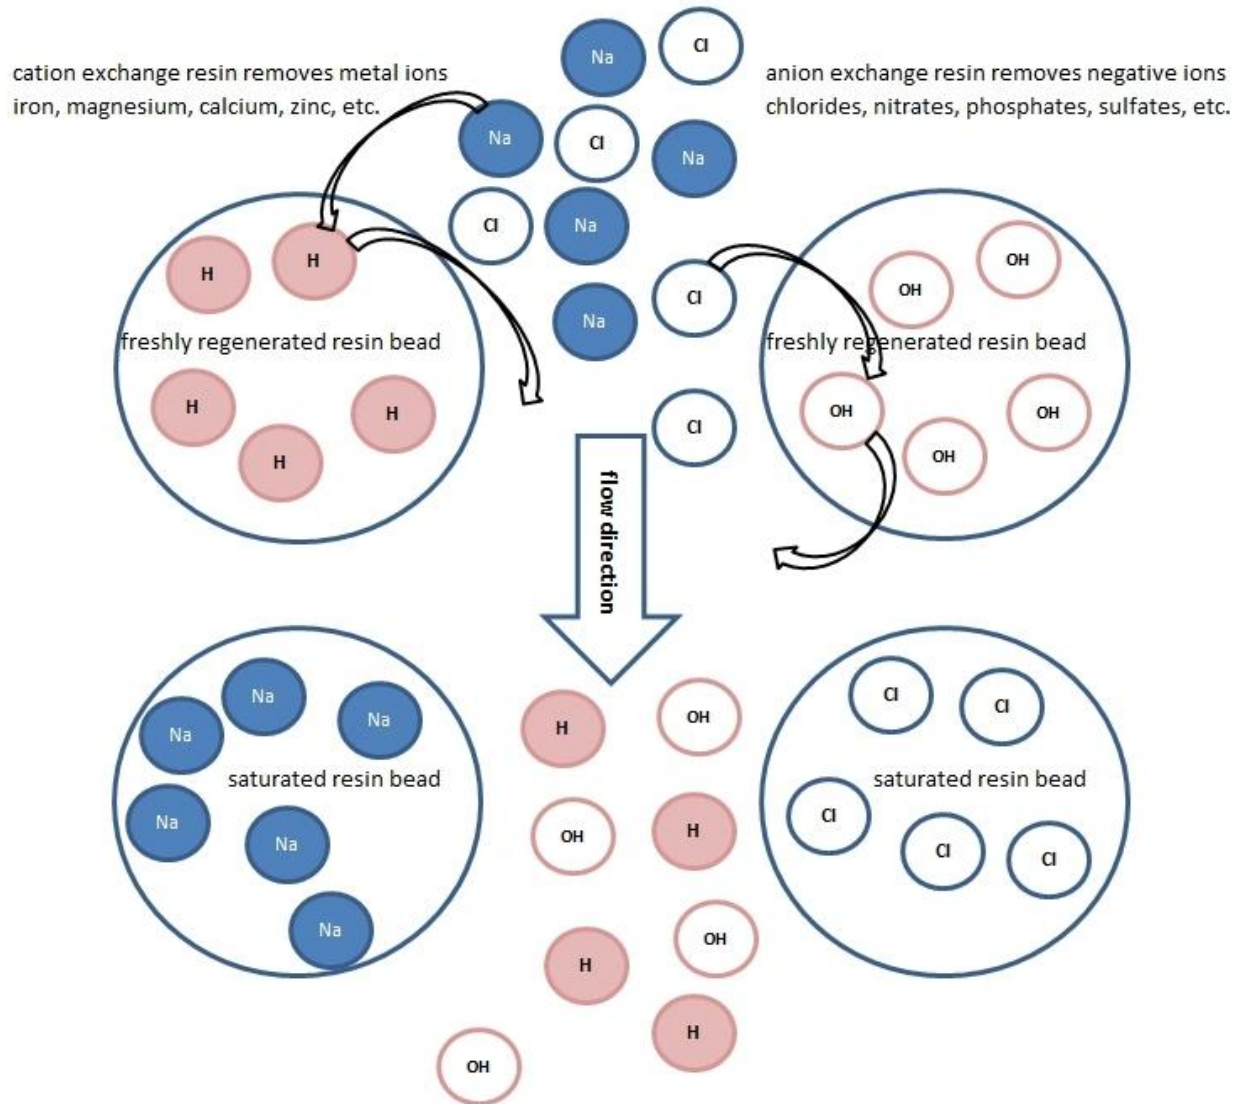 Na
Cl
cation exchange resin removes metal ions
iron, magnesium, calcium, zinc, etc.
anion exchange resin removes negative ions
chlorides, nitrates, phosphates, sulfates, etc.
Na
Cl
Na
Cl
Na
H
H
OH
OH
Na
Cl
freshly regenerated resin bead
freshly regenerated resin bead
H
H
H
Cl
OH
OH
OH
flow direction
Na
Na
Na
Na
Na
Na
saturated resin bead
H
OH
OH
H
H
OH
H
OH
Cl
Cl
saturated resin bead
Cl
Cl
Cl